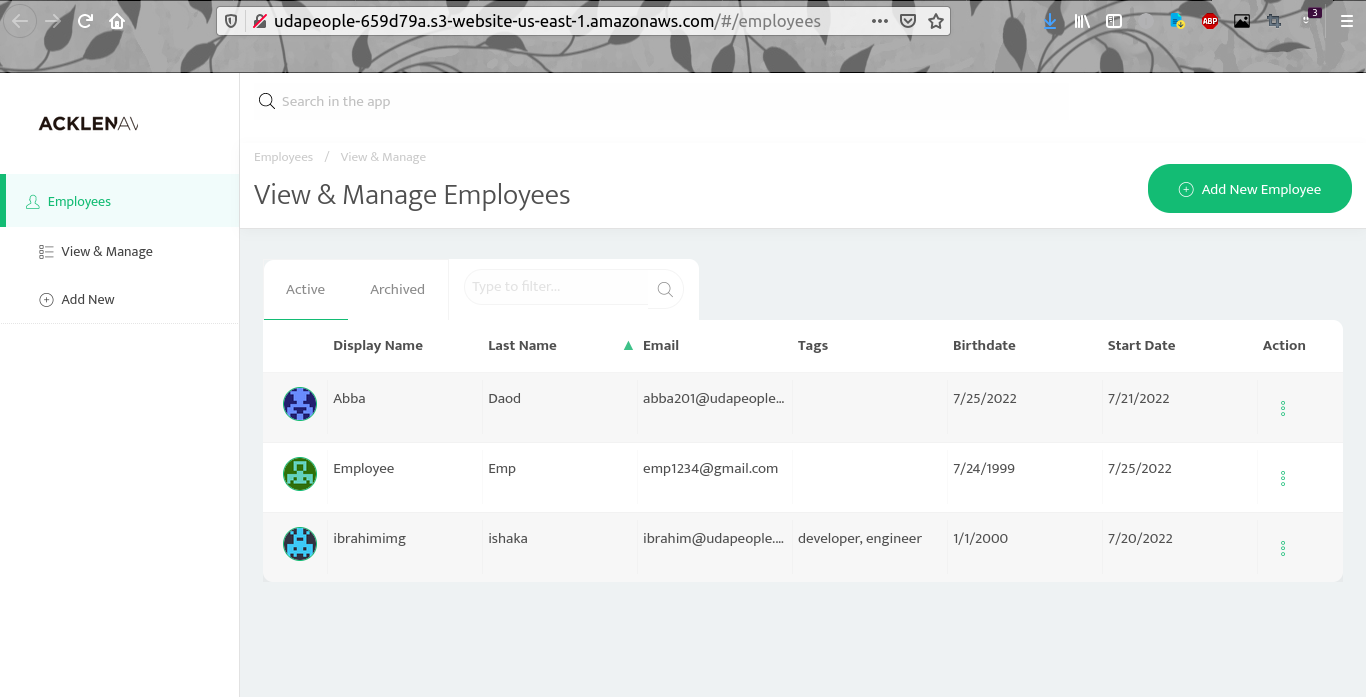 udapeople-659d79a.s3-website-us-east-1.amazonaws.com/#/employees
ABP
3
ACKLENAV
Search in the app
Employees / View & Manage
View & Manage Employees
Add New Employee
Employees
View & Manage
Add New
Active Archived Type to filter...
Display Name Last Name ▲ Email Tags Birthdate Start Date Action
Abba Daod abba201@udapeople... 7/25/2022 7/21/2022
Employee Emp emp1234@gmail.com 7/24/1999 7/25/2022
ibrahimimg ishaka ibrahim@udapeople.... developer, engineer 1/1/2000 7/20/2022